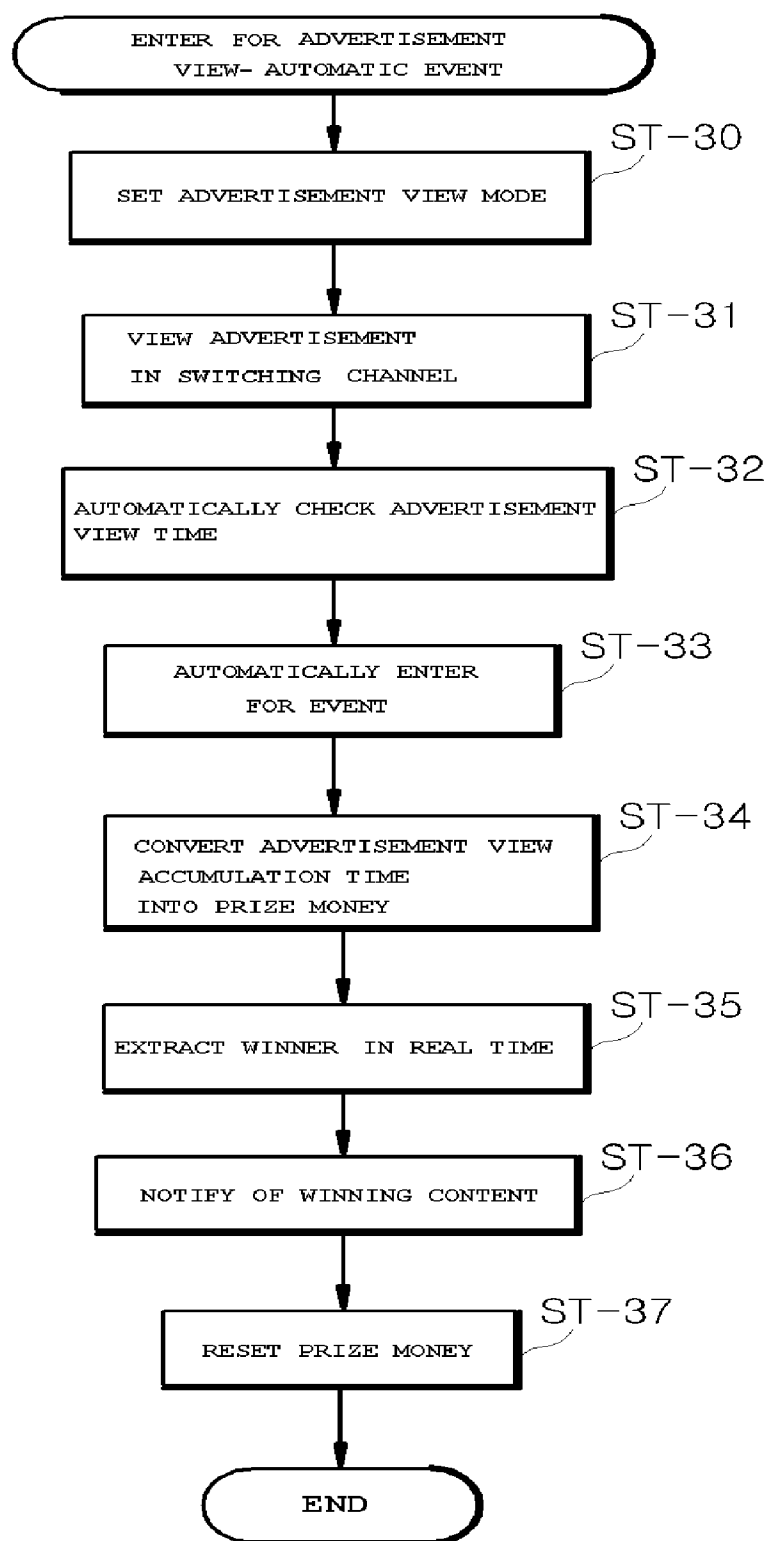 ENTER FOR ADVERTISEMENT
VIEW- AUTOMATIC EVENT
ST-30
SET ADVERTISEMENT VIEW MODE
ST-31
VIEW ADVERTISEMENT
IN SWITCHING CHANNEL
ST-32
AUTOMATICALLY CHECK ADVERTISEMENT
VIEW TIME
ST-33
AUTOMATICALLY ENTER
FOR EVENT
ST-34
CONVERT ADVERTISEMENT VIEW
ACCUMULATION TIME
INTO PRIZE MONEY
ST-35
EXTRACT WINNER IN REAL TIME
ST-36
NOTIFY OF WINNING CONTENT
ST-37
RESET PRIZE MONEY
END